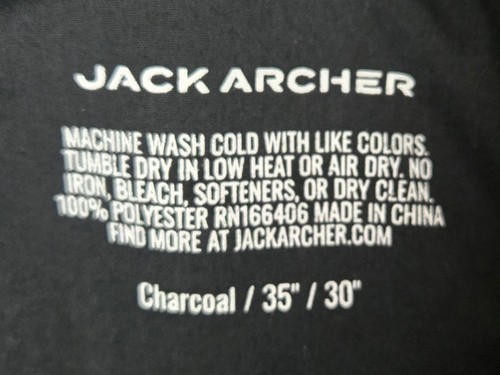 JACK ARCHER
MACHINE WASH COLD WITH LIKE COLORS.
TUMBLE DRY IN LOW HEAT OR AIR DRY. NO
IRON, BLEACH, SOFTENERS, OR DRY CLEAN.
100% POLYESTER RN166406 MADE IN CHINA
FIND MORE AT JACKARCHER.COM
Charcoal / 35" / 30"